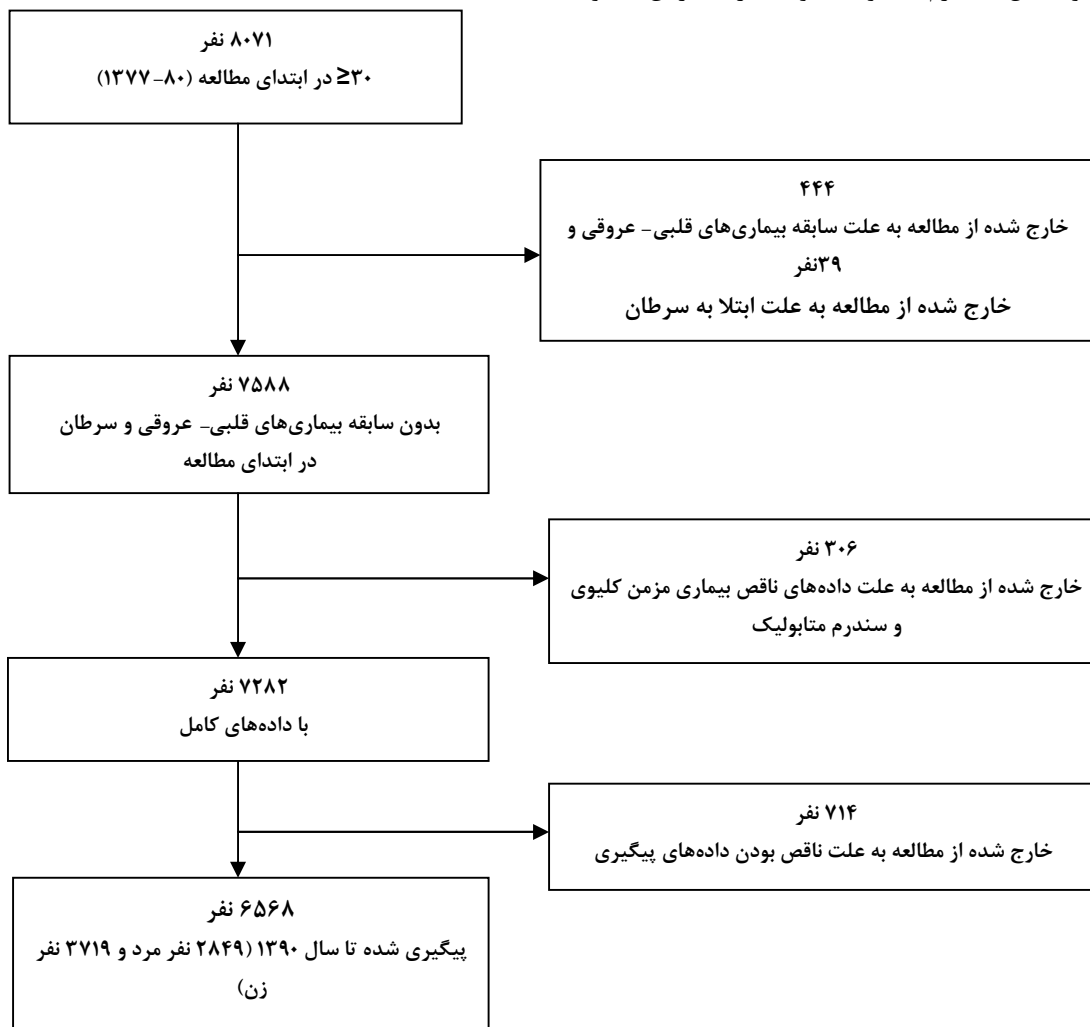 ۸۰۷۱ نفر
≤۳۰ در ابتدای مطالعه (۸۰-۱۳۷۷)
۴۴۴
خارج شده از مطالعه به علت سابقه بیماری‌های قلبی- عروقی و
۳۹نفر
خارج شده از مطالعه به علت ابتلا به سرطان
۷۵۸۸ نفر
بدون سابقه بیماری‌های قلبی- عروقی و سرطان
در ابتدای مطالعه
۳۰۶ نفر
خارج شده از مطالعه به علت داده‌های ناقص بیماری مزمن کلیوی
و سندرم متابولیک
۷۲۸۲ نفر
با داده‌های کامل
۷۱۴ نفر
خارج شده از مطالعه به علت ناقص بودن داده‌های پیگیری
۶۵۶۸ نفر
پیگیری شده تا سال ۱۳۹۰ (۲۸۴۹ نفر مرد و ۳۷۱۹ نفر
زن)